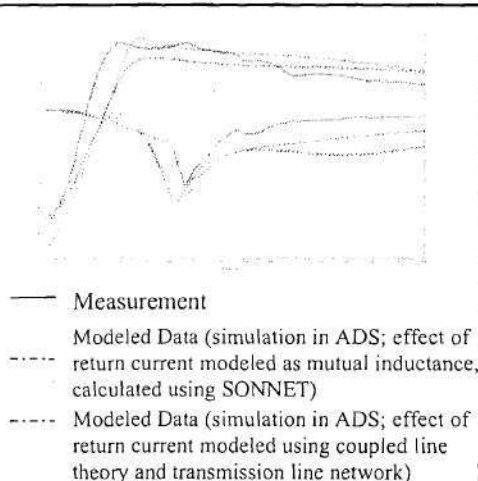 Measurement
Modeled Data (simulation in ADS; effect of
return current modeled as mutual inductance,
calculated using SONNET)
Modeled Data (simulation in ADS; effect of
return current modeled using coupled line
theory and transmission line network)